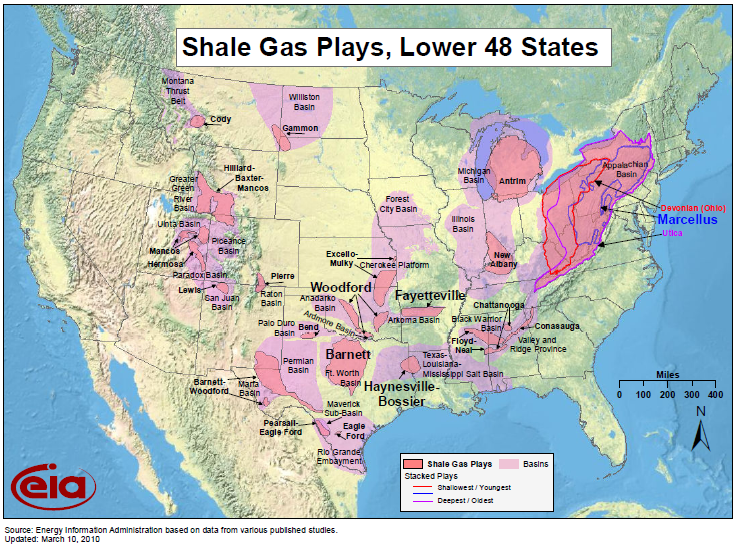 Shale Gas Plays, Lower 48 States
Montana
Thrust
Belt
Cody
Williston
Basin
Gammon
Hilliard-
Baxter-
Mancos
Greater
Green
River
Basin
Uinta Basin
Mancos
Piceance
Basin
Hermosa
Paradox Basin
Lewis
San Juan
Basin
Pierre
Raton
Basin
Palo Duro
Basin
Bend
Anadarko
Basin
Ardmore Basin
Woodford
Excello-
Mulky
Cherokee Platform
Forest
City Basin
Fayetteville
Arkoma Basin
Michigan
Basin
Antrim
Illinois
Basin
New
Albany
Appalachian
Basin
Devonian (Ohio)
Marcellus
Utica
Chattanooga
Black Warrior
Basin
Conasauga
Floyd-
Neal
Valley and
Ridge Province
Permian
Basin
Barnett
Ft. Worth
Basin
Barnett-
Woodford
Marfa
Basin
Haynesville-
Bossier
Texas-
Louisiana-
Mississippi Salt Basin
Maverick
Sub-Basin
Pearsall-
Eagle Ford
Eagle
Ford
Rio Grande
Embayment
Miles
0 100 200 300 400
N
Shale Gas Plays
Basins
Stacked Plays
Shallowest / Youngest
Deepest / Oldest
eia
Source: Energy Information Administration based on data from various published studies.
Updated: March 10, 2010